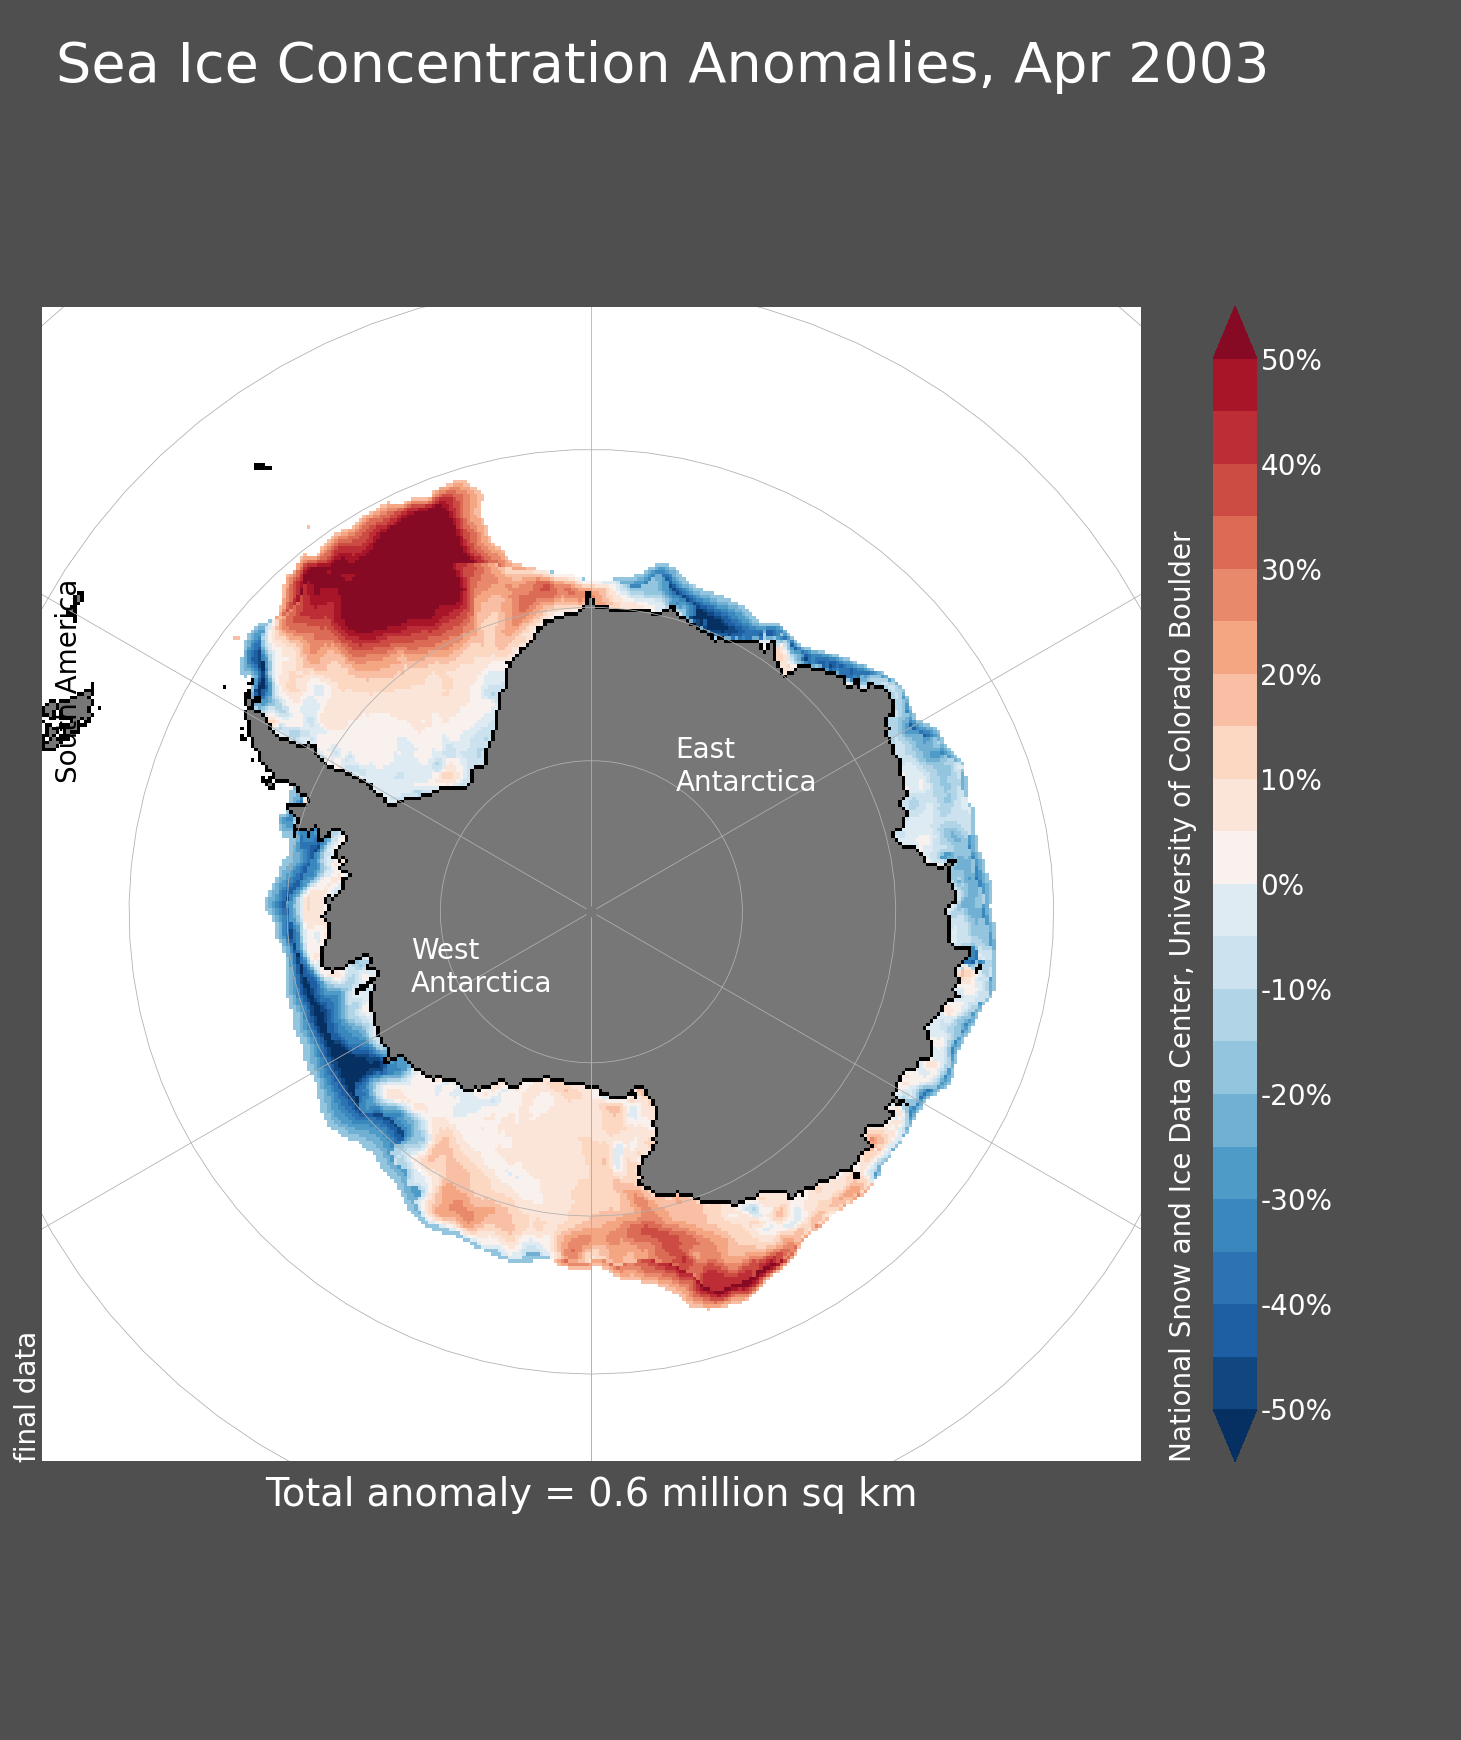 Sea Ice Concentration Anomalies, Apr 2003
South America
East
Antarctica
West
Antarctica
final data
National Snow and Ice Data Center, University of Colorado Boulder
50%
40%
30%
20%
10%
0%
-10%
-20%
-30%
-40%
-50%
Total anomaly = 0.6 million sq km